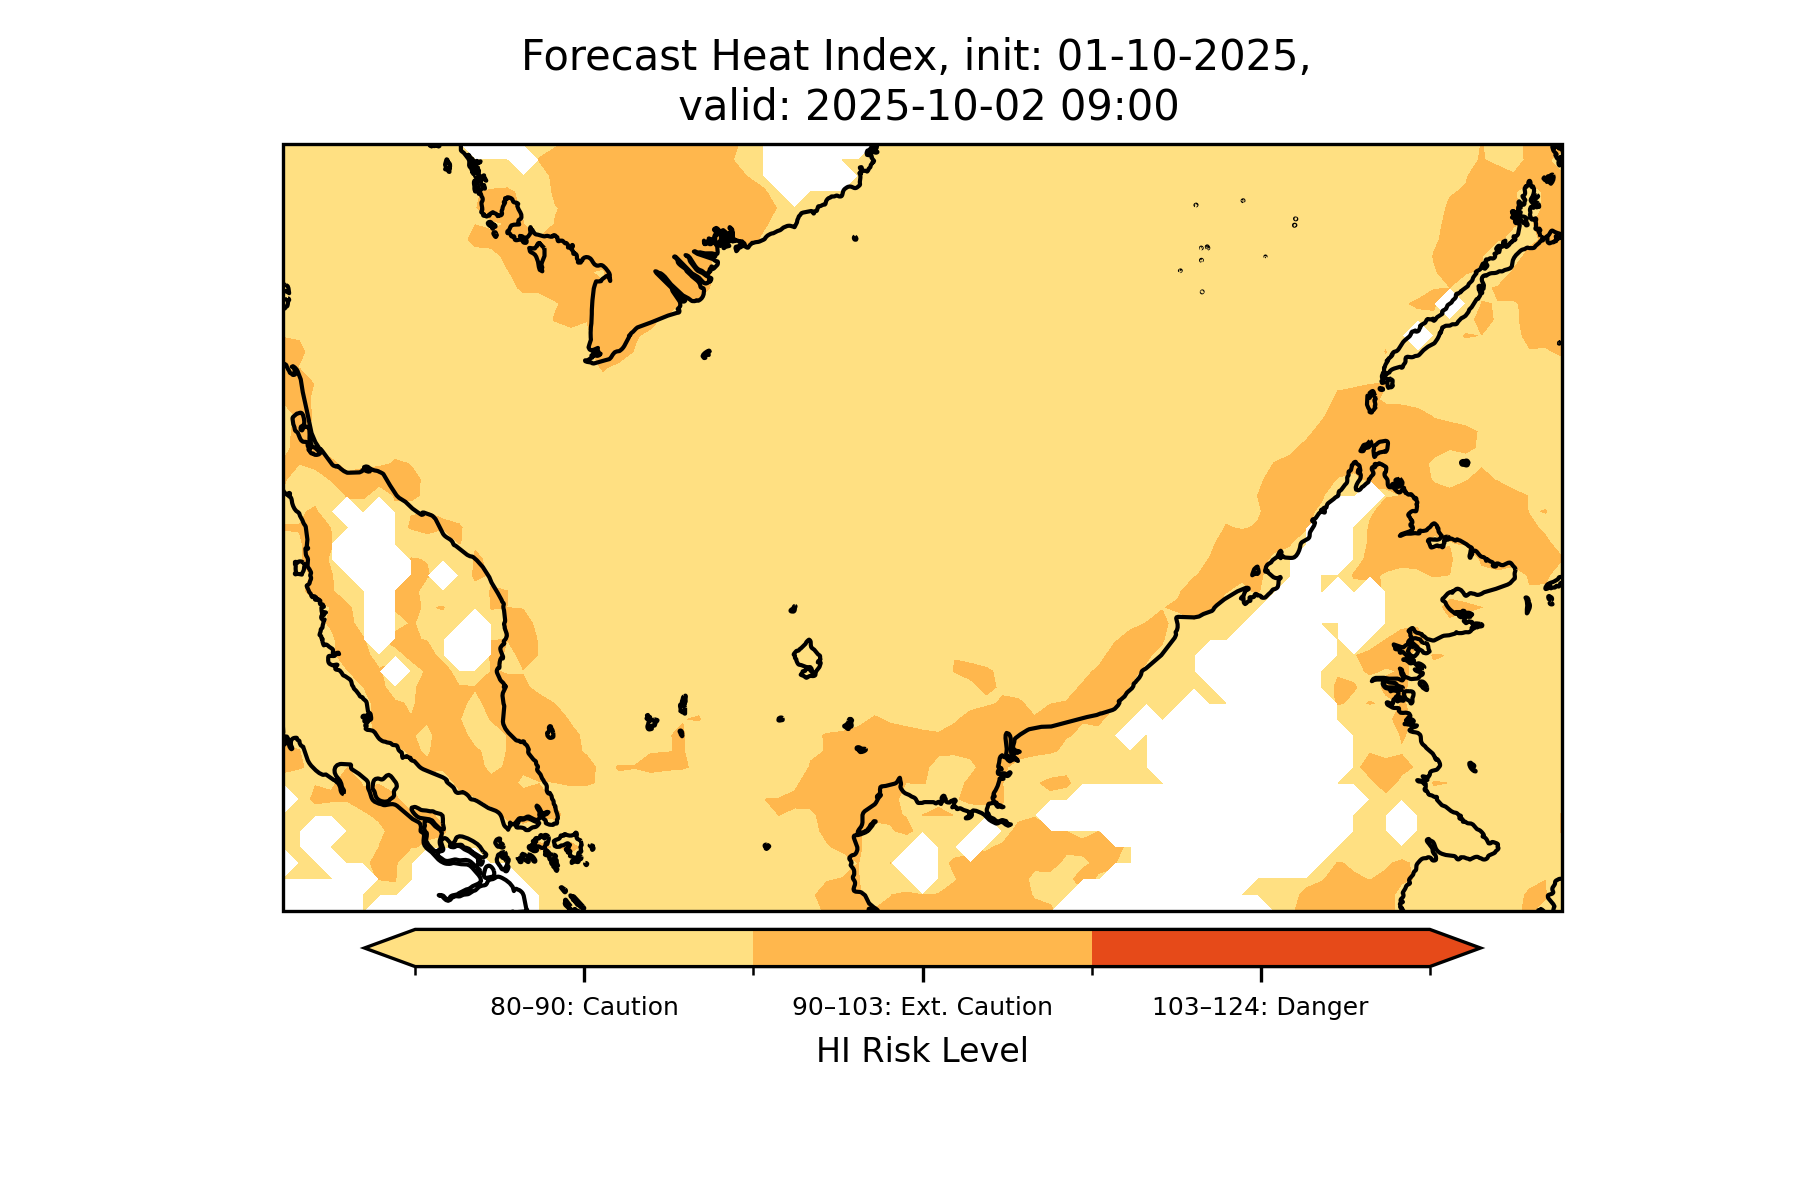 Forecast Heat Index, init: 01-10-2025,
valid: 2025-10-02 09:00
80–90: Caution
90–103: Ext. Caution
103–124: Danger
HI Risk Level